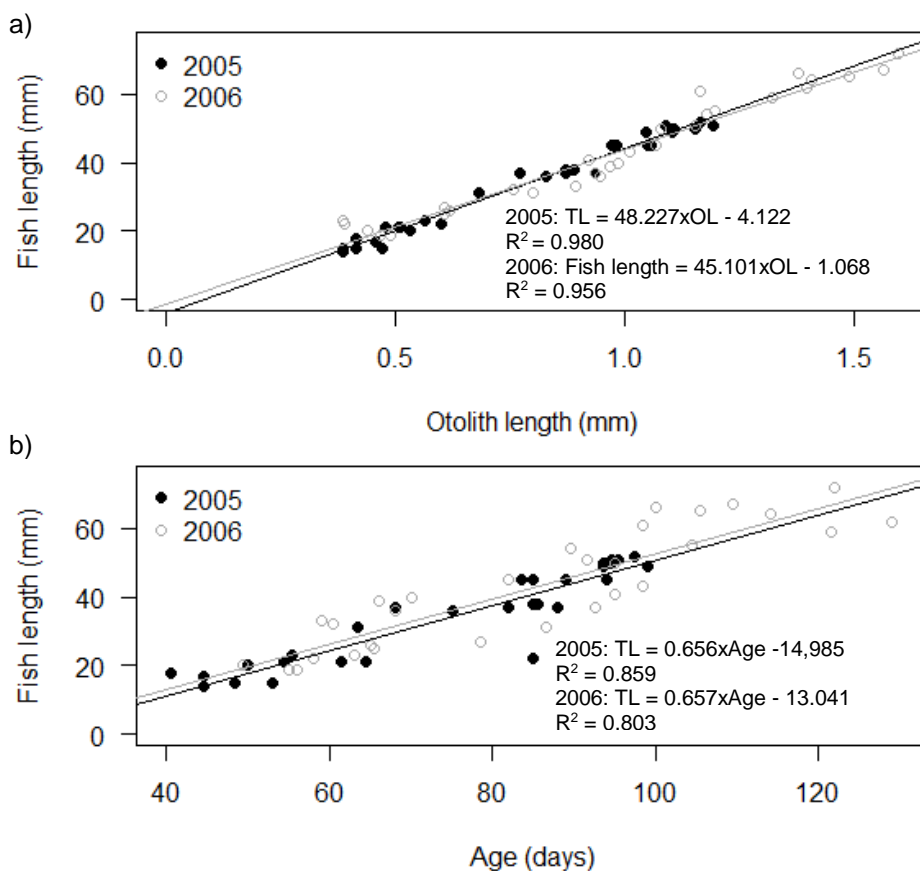 a)
2005
2006
Fish length (mm)
60
40
20
0
2005: TL = 48.227xOL - 4.122
R² = 0.980
2006: Fish length = 45.101xOL - 1.068
R² = 0.956
0.0 0.5 1.0 1.5
Otolith length (mm)
b)
2005
2006
Fish length (mm)
60
40
20
0
2005: TL = 0.656xAge -14,985
R² = 0.859
2006: TL = 0.657xAge - 13.041
R² = 0.803
40 60 80 100 120
Age (days)